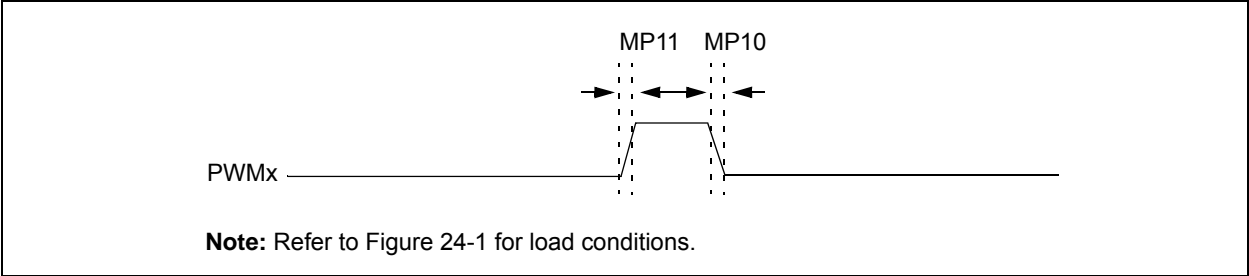 MP11 MP10
PWMx
Note: Refer to Figure 24-1 for load conditions.